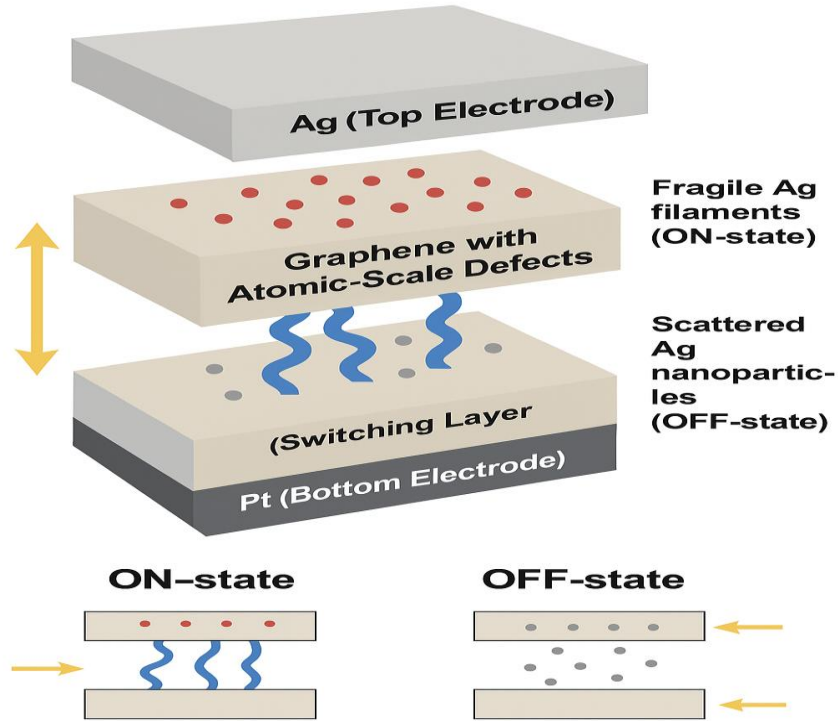 Ag (Top Electrode)
Fragile Ag
filaments
(ON-state)
Graphene with
Atomic-Scale Defects
Scattered
Ag
nanopartic-
les
(OFF-state)
(Switching Layer
Pt (Bottom Electrode)
ON–state
OFF-state